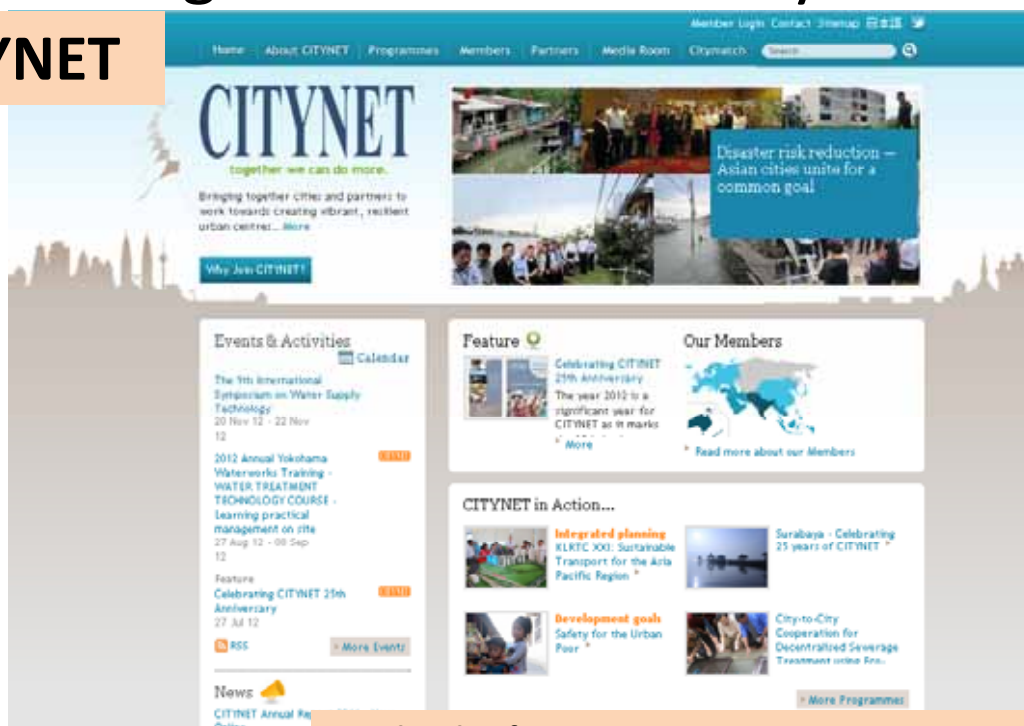 YNET
Member Login Contact Sitemap 日本語
Home About CITYNET Programmes Members Partners Media Room Citymatch Search
CITYNET
together we can do more.
Bringing together cities and partners to
work towards creating vibrant, resilient
urban centres... More
Why Join CITYNET?
Disaster risk reduction —
Asian cities unite for a
common goal
Events & Activities
Calendar
The 9th International
Symposium on Water Supply
Technology
20 Nov 12 - 22 Nov
12
2012 Annual Yokohama
Waterworks Training -
WATER TREATMENT
TECHNOLOGY COURSE -
Learning practical
management on site
27 Aug 12 - 08 Sep
12
Feature
Celebrating CITYNET 25th
Anniversary
27 Jul 12
RSS
More Events
News
CITYNET Annual
Feature
Celebrating CITYNET
25th Anniversary
The year 2012 is a
significant year for
CITYNET as it marks
More
Our Members
Read more about our Members
CITYNET in Action...
Integrated planning
KLRTC XXI: Sustainable
Transport for the Asia
Pacific Region
Surabaya - Celebrating
25 years of CITYNET
Development goals
Safety for the Urban
Poor
City-to-City
Cooperation for
Decentralized Sewerage
Treatment using
More Programmes